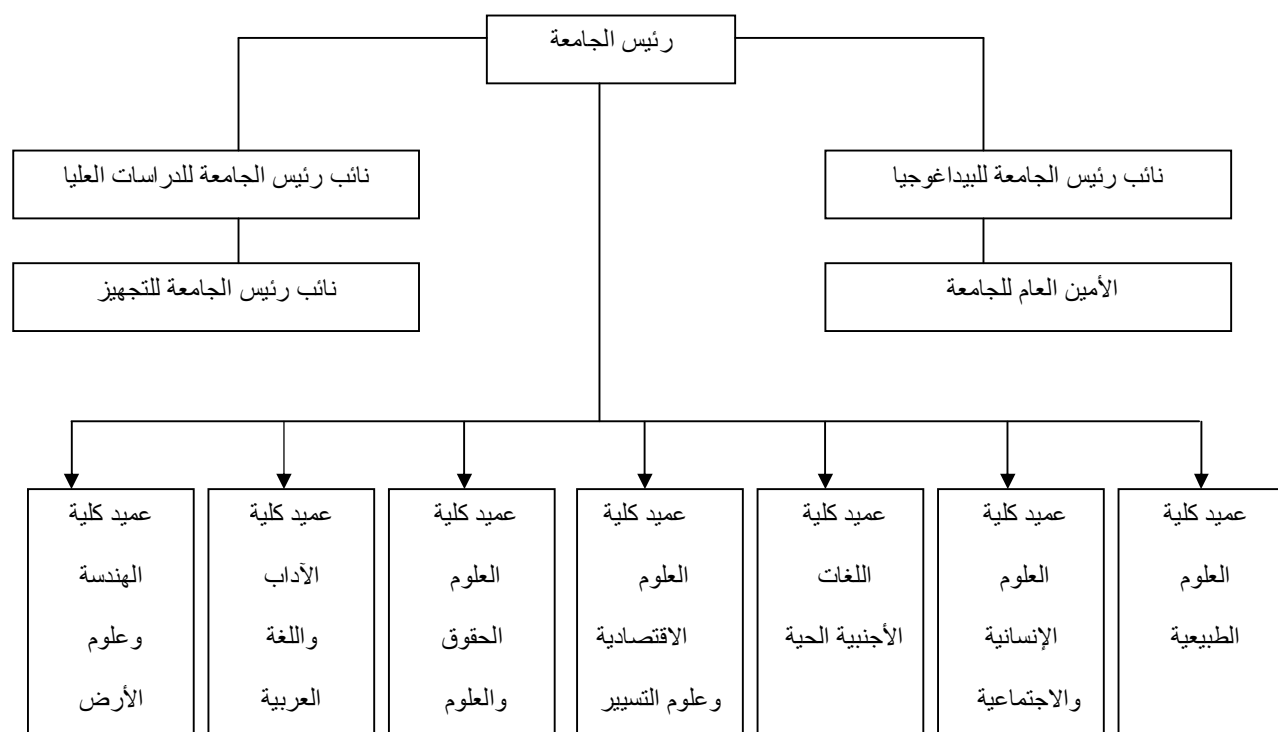 رئيس الجامعة
نائب رئيس الجامعة للبيداغوجيا
نائب رئيس الجامعة للدراسات العليا
الأمين العام للجامعة
نائب رئيس الجامعة للتجهيز
عميد كلية
العلوم
الطبيعية
عميد كلية
العلوم
الإنسانية
والاجتماعية
عميد كلية
اللغات
الأجنبية الحية
عميد كلية
العلوم
الاقتصادية
وعلوم التسيير
عميد كلية
العلوم
الحقوق
والعلوم
عميد كلية
الآداب
واللغة
العربية
عميد كلية
الهندسة
وعلوم
الأرض